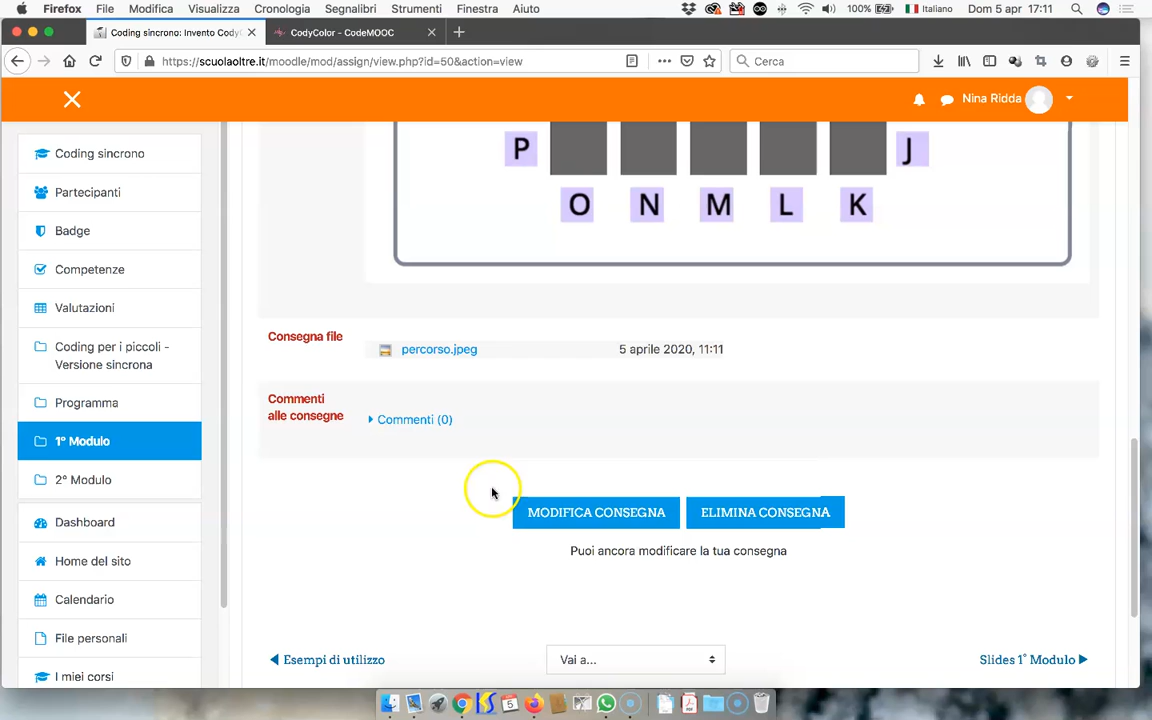 Firefox File Modifica Visualizza Cronologia Segnalibri Strumenti Finestra Aiuto 100% Italiano Dom 5 apr 17:11
Coding sincrono: Invento Cody
CodyColor - CodeMOOC
https://scuolaoltre.it/moodle/mod/assign/view.php?id=50&action=view
Cerca
Nina Ridda
Coding sincrono
Partecipanti
Badge
Competenze
Valutazioni
Coding per i piccoli -
Versione sincrona
Programma
1° Modulo
2° Modulo
Dashboard
Home del sito
Calendario
File personali
I miei corsi
P J
O N M L K
Consegna file
percorso.jpeg 5 aprile 2020, 11:11
Commenti
alle consegne
Commenti (0)
MODIFICA CONSEGNA ELIMINA CONSEGNA
Puoi ancora modificare la tua consegna
Esempi di utilizzo
Vai a...
Slides 1° Modulo